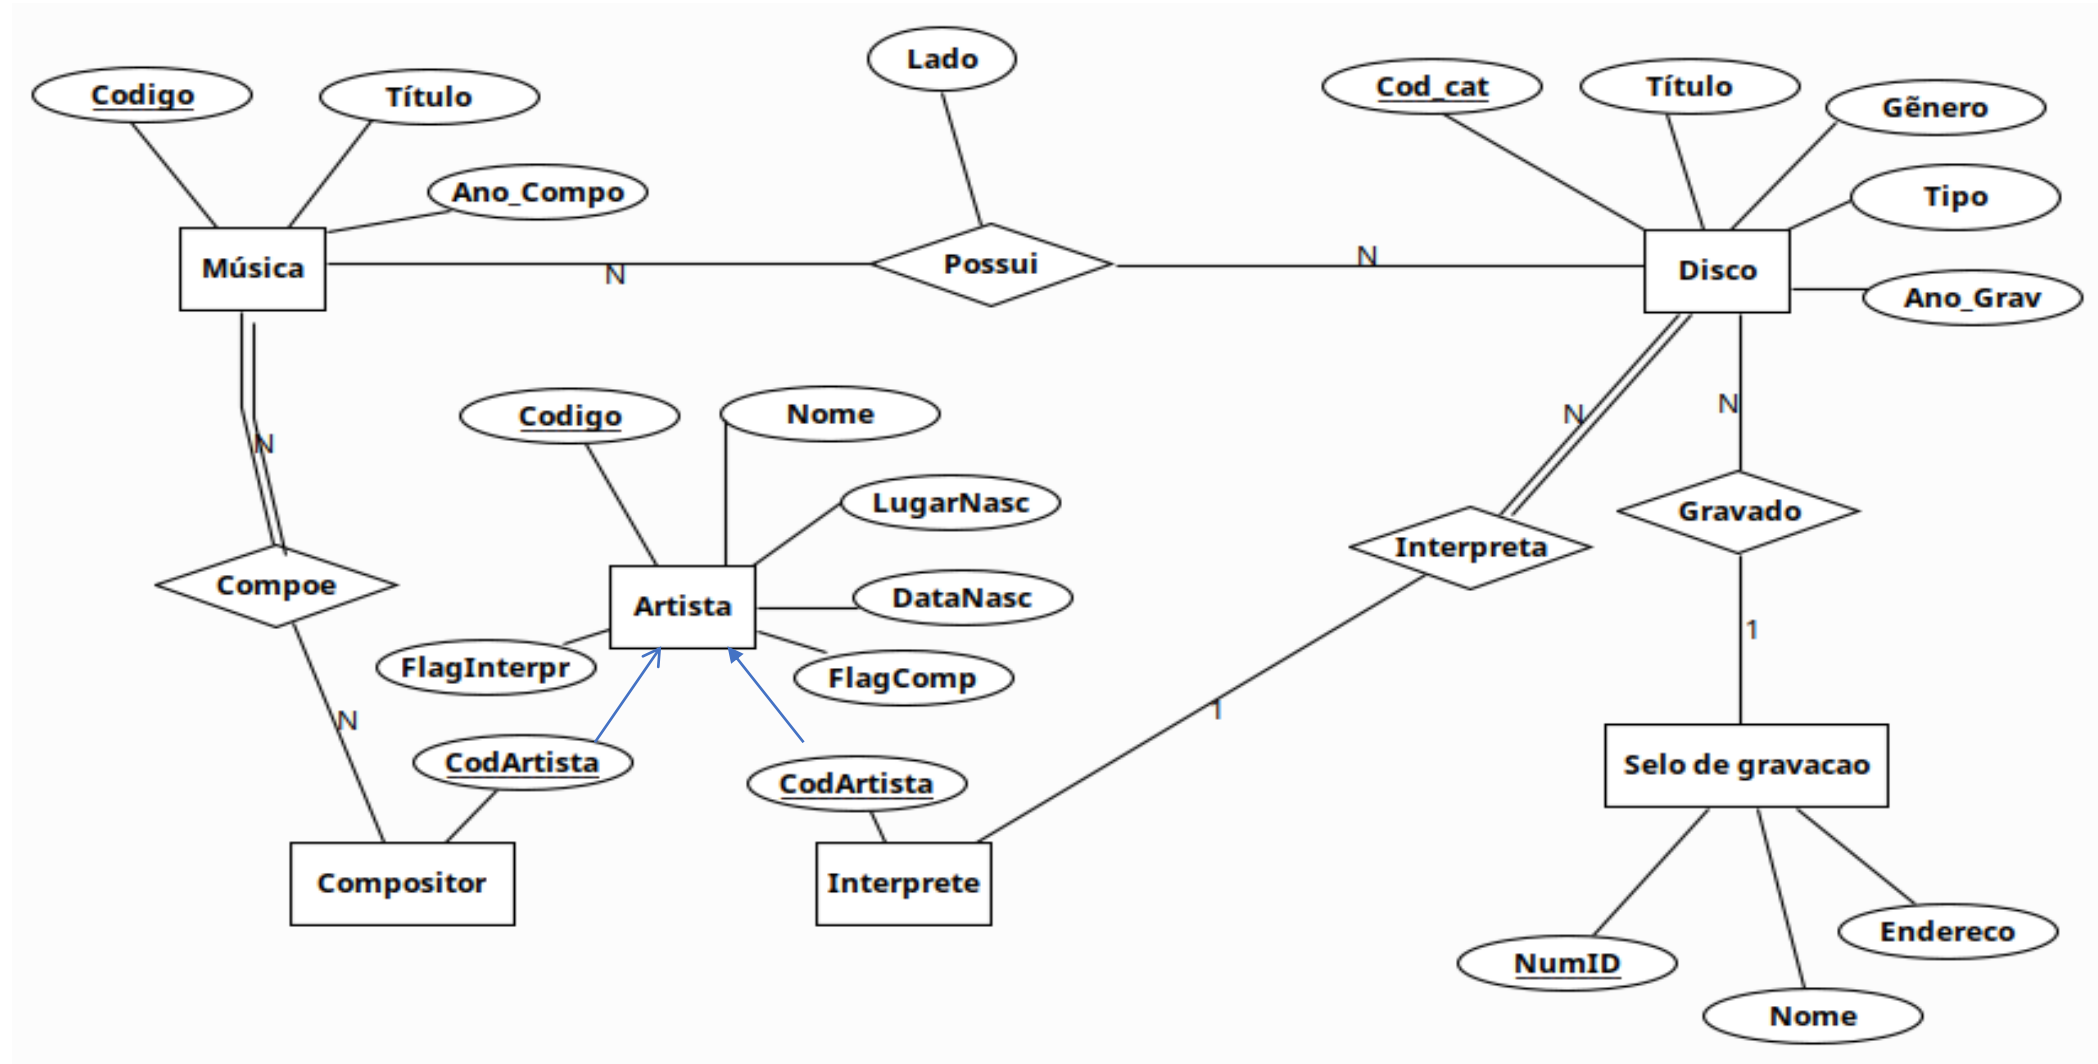 Lado
Codigo
Título
Cod_cat
Título
Gẽnero
Ano_Compo
Tipo
Música
N
Possui
N
Disco
Ano_Grav
N
Codigo
Nome
N
N
LugarNasc
Gravado
Interpreta
Compoe
Artista
DataNasc
FlagInterpr
FlagComp
1
1
N
CodArtista
CodArtista
Selo de gravacao
Compositor
Interprete
Endereco
NumID
Nome